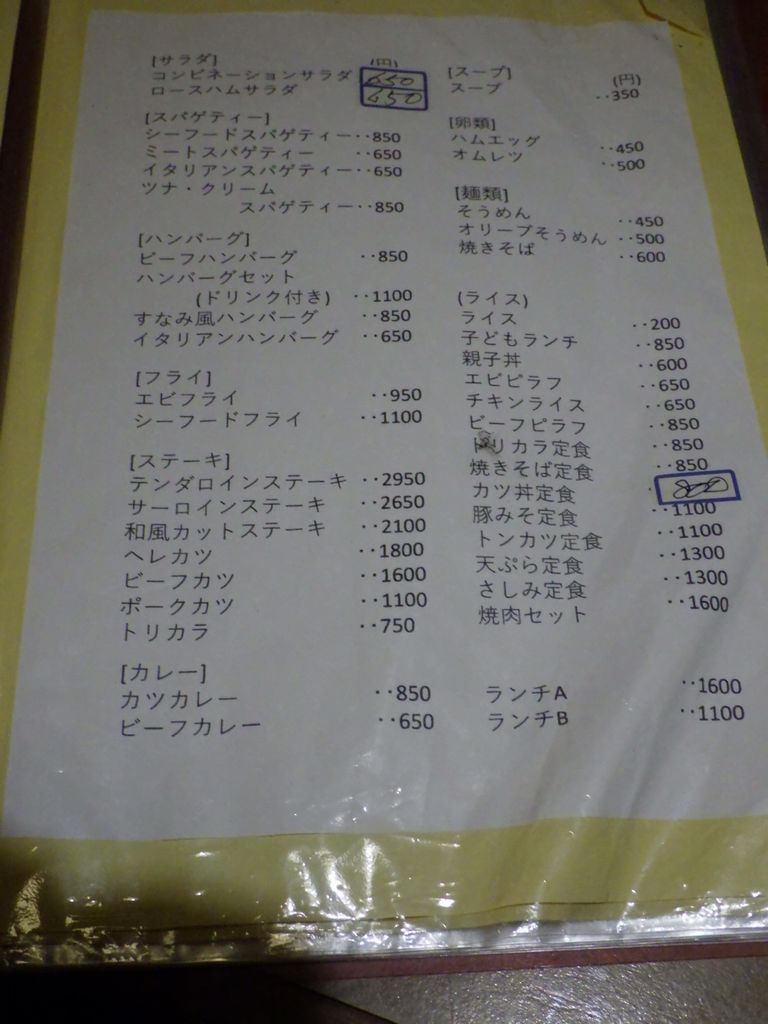 [サラダ] (円)
コンビネーションサラダ 650
ロースハムサラダ
[スパゲティー]
シーフードスパゲティー‥850
ミートスパゲティー ‥650
イタリアンスパゲティー‥650
ツナ・クリーム
スパゲティー‥850
[ハンバーグ]
ビーフハンバーグ ‥850
ハンバーグセット
(ドリンク付き) ‥1100
すなみ風ハンバーグ ‥850
イタリアンハンバーグ ‥650
[フライ]
エビフライ ‥950
シーフードフライ ‥1100
[ステーキ]
テンダロインステーキ ‥2950
サーロインステーキ ‥2650
和風カットステーキ ‥2100
ヘレカツ ‥1800
ビーフカツ ‥1600
ポークカツ ‥1100
トリカラ ‥750
[カレー]
カツカレー ‥850
ビーフカレー ‥650
[スープ] (円)
スープ ‥350
[卵類]
ハムエッグ ‥450
オムレツ ‥500
[麺類]
そうめん ‥450
オリーブそうめん ‥500
焼きそば ‥600
(ライス)
ライス ‥200
子どもランチ ‥850
親子丼 ‥600
エビピラフ ‥650
チキンライス ‥650
ビーフピラフ ‥850
トリカラ定食 ‥850
焼きそば定食 ‥850
カツ丼定食 800
豚みそ定食 ‥1100
トンカツ定食 ‥1100
天ぷら定食 ‥1300
さしみ定食 ‥1300
焼肉セット ‥1600
ランチA ‥1600
ランチB ‥1100